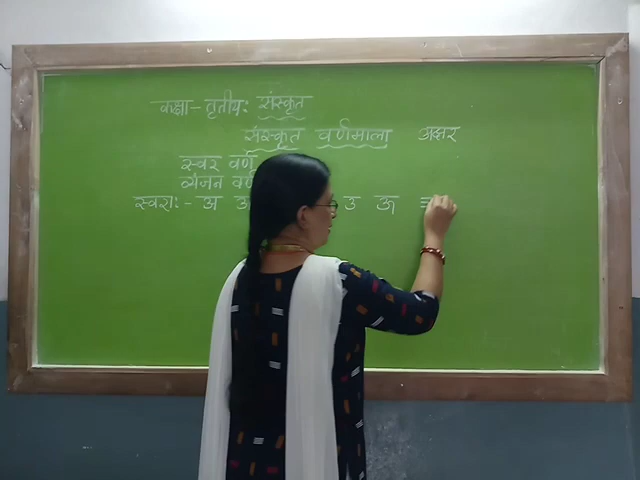 कक्षा - तृतीयः संस्कृत
संस्कृत वर्णमाला अक्षर
स्वर वर्ण
व्यंजन वर्ण
स्वराः - अ उ ऊ